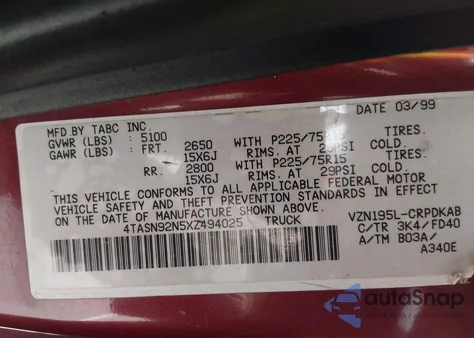 DATE 03/99
MFD.BY TABC INC.
GVWR (LBS) : 5100
GAWR (LBS) : FRT. 2650 WITH P225/75R15 TIRES.
15X6J RIMS. AT PSI COLD.
RR 2800 WITH P225/75R15 TIRES.
15X6J RIMS. AT 29PSI COLD.
THIS VEHICLE CONFORMS TO ALL APPLICABLE FEDERAL MOTOR
VEHICLE SAFETY AND THEFT PREVENTION STANDARDS IN EFFECT
ON THE DATE OF MANUFACTURE SHOWN ABOVE.
4TASN92N5XZ494025 TRUCK
VZN195L-CRPDKAB
C/TR 3K4/FD40
A/TM B03A/
A340E
autoSnap